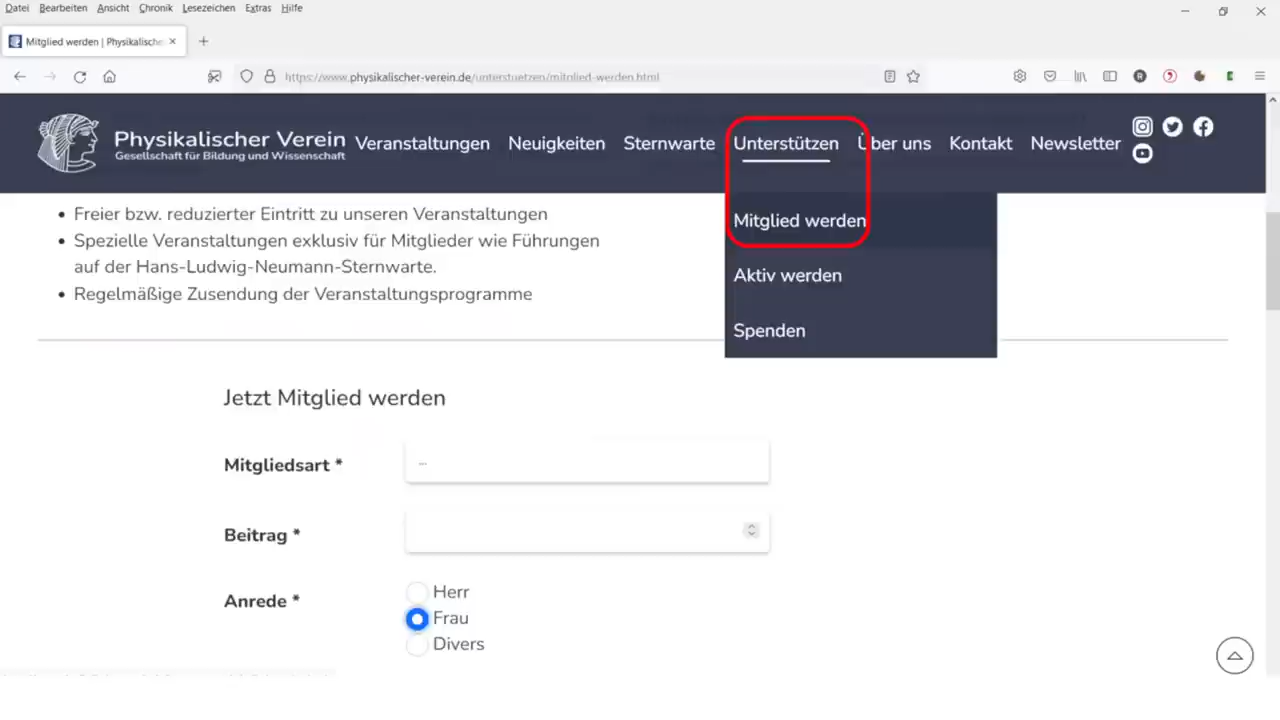 Datei Bearbeiten Ansicht Chronik Lesezeichen Extras Hilfe
Mitglied werden | Physikalische
https://www.physikalischer-verein.de/unterstuetzen/mitglied-werden.html
Physikalischer Verein
Gesellschaft für Bildung und Wissenschaft
Veranstaltungen Neuigkeiten Sternwarte Unterstützen Über uns Kontakt Newsletter
Mitglied werden
Aktiv werden
Spenden
• Freier bzw. reduzierter Eintritt zu unseren Veranstaltungen
• Spezielle Veranstaltungen exklusiv für Mitglieder wie Führungen
auf der Hans-Ludwig-Neumann-Sternwarte.
• Regelmäßige Zusendung der Veranstaltungsprogramme
Jetzt Mitglied werden
Mitgliedsart * --
Beitrag *
Anrede *
Herr
Frau
Divers